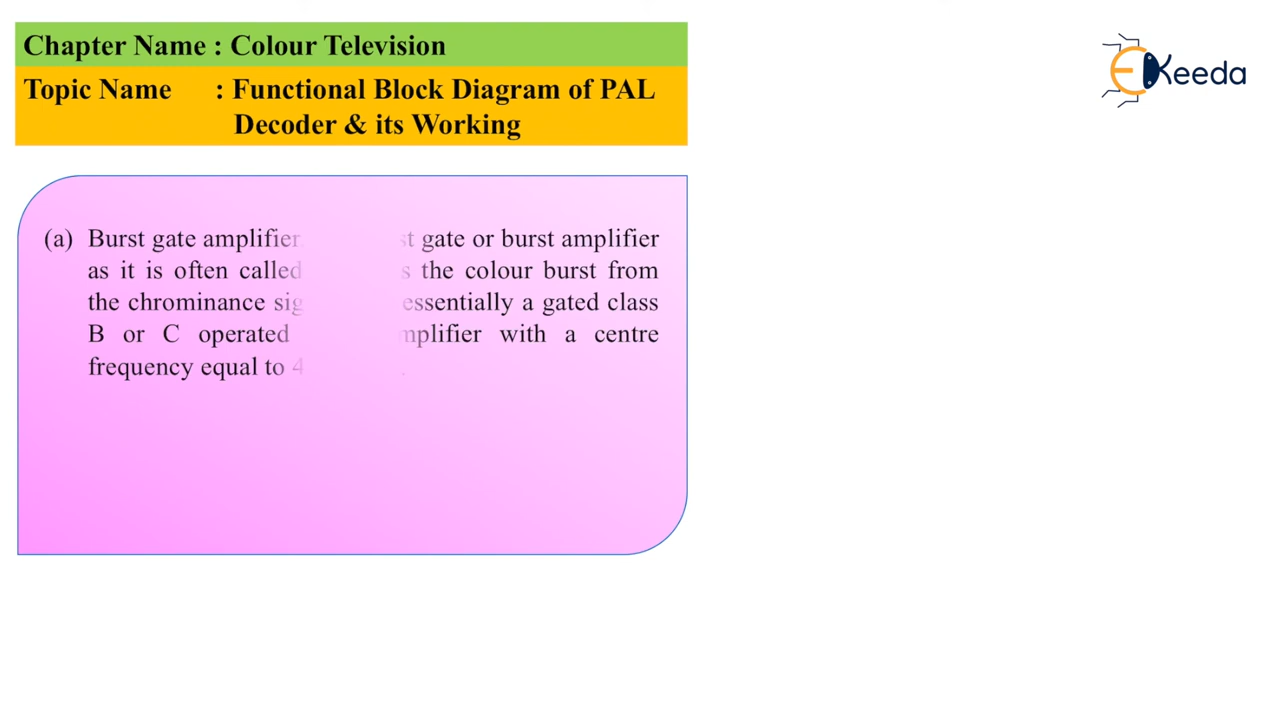 Chapter Name : Colour Television
Topic Name : Functional Block Diagram of PAL
Decoder & its Working
EKeeda
(a) Burst gate amplifier gate or burst amplifier
as it is often called the colour burst from
the chrominance essentially a gated class
B or C operated with a centre
frequency equal to